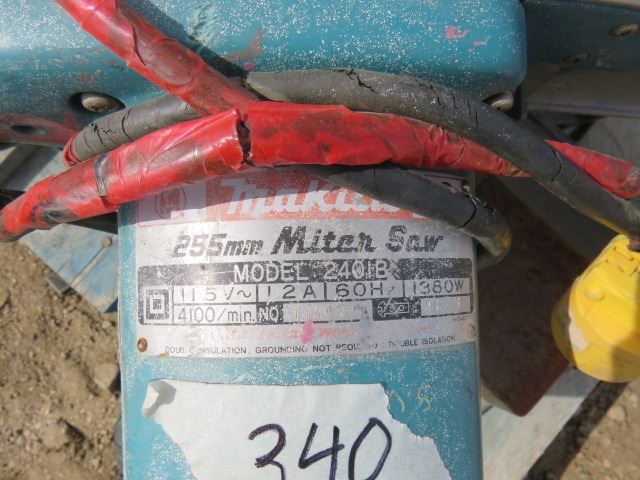 Makita
255mm Miter Saw
MODEL 2401B
115V~ 12A 60Hz 1380W
4100/min. NO.
DOUBLE INSULATION, GROUNDING NOT REQUIRED : DOUBLE ISOLATION
340